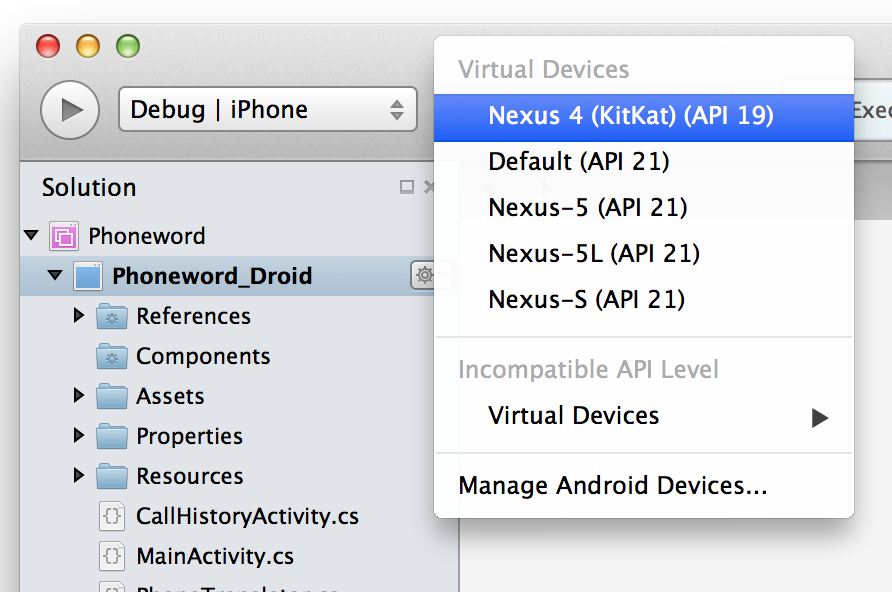 Debug | iPhone
Virtual Devices
Nexus 4 (KitKat) (API 19)
Default (API 21)
Nexus-5 (API 21)
Nexus-5L (API 21)
Nexus-S (API 21)
Incompatible API Level
Virtual Devices
Manage Android Devices...
Solution
Phoneword
Phoneword_Droid
References
Components
Assets
Properties
Resources
CallHistoryActivity.cs
MainActivity.cs
PhoneTranslator.cs